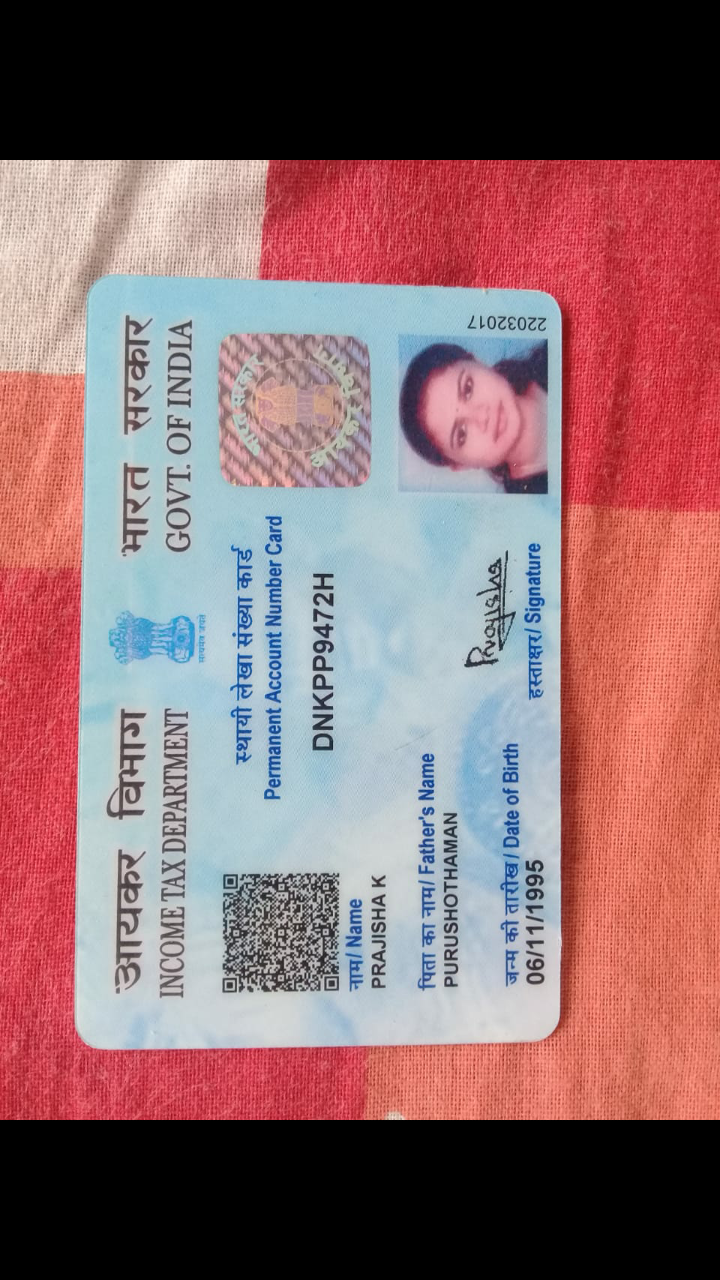 आयकर विभाग
INCOME TAX DEPARTMENT
भारत सरकार
GOVT. OF INDIA
सत्यमेव जयते
स्थायी लेखा संख्या कार्ड
Permanent Account Number Card
DNKPP9472H
नाम/ Name
PRAJISHA K
पिता का नाम/ Father's Name
PURUSHOTHAMAN
जन्म की तारीख / Date of Birth
06/11/1995
Prajisha
हस्ताक्षर/ Signature
22032017